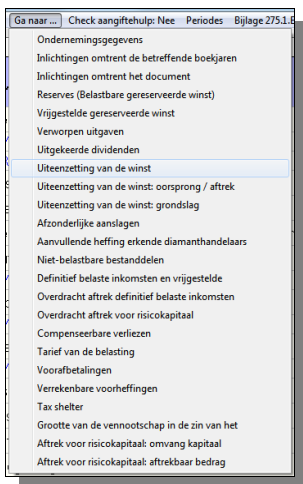 Ga naar ... Check aangiftehulp: Nee Periodes Bijlage 275.1.B
Ondernemingsgegevens
Inlichtingen omtrent de betreffende boekjaren
Inlichtingen omtrent het document
Reserves (Belastbare gereserveerde winst)
Vrijgestelde gereserveerde winst
Verworpen uitgaven
Uitgekeerde dividenden
Uiteenzetting van de winst
Uiteenzetting van de winst: oorsprong / aftrek
Uiteenzetting van de winst: grondslag
Afzonderlijke aanslagen
Aanvullende heffing erkende diamanthandelaars
Niet-belastbare bestanddelen
Definitief belaste inkomsten en vrijgestelde
Overdracht aftrek definitief belaste inkomsten
Overdracht aftrek voor risicokapitaal
Compenseerbare verliezen
Tarief van de belasting
Voorafbetalingen
Verrekenbare voorheffingen
Tax shelter
Grootte van de vennootschap in de zin van het
Aftrek voor risicokapitaal: omvang kapitaal
Aftrek voor risicokapitaal: aftrekbaar bedrag